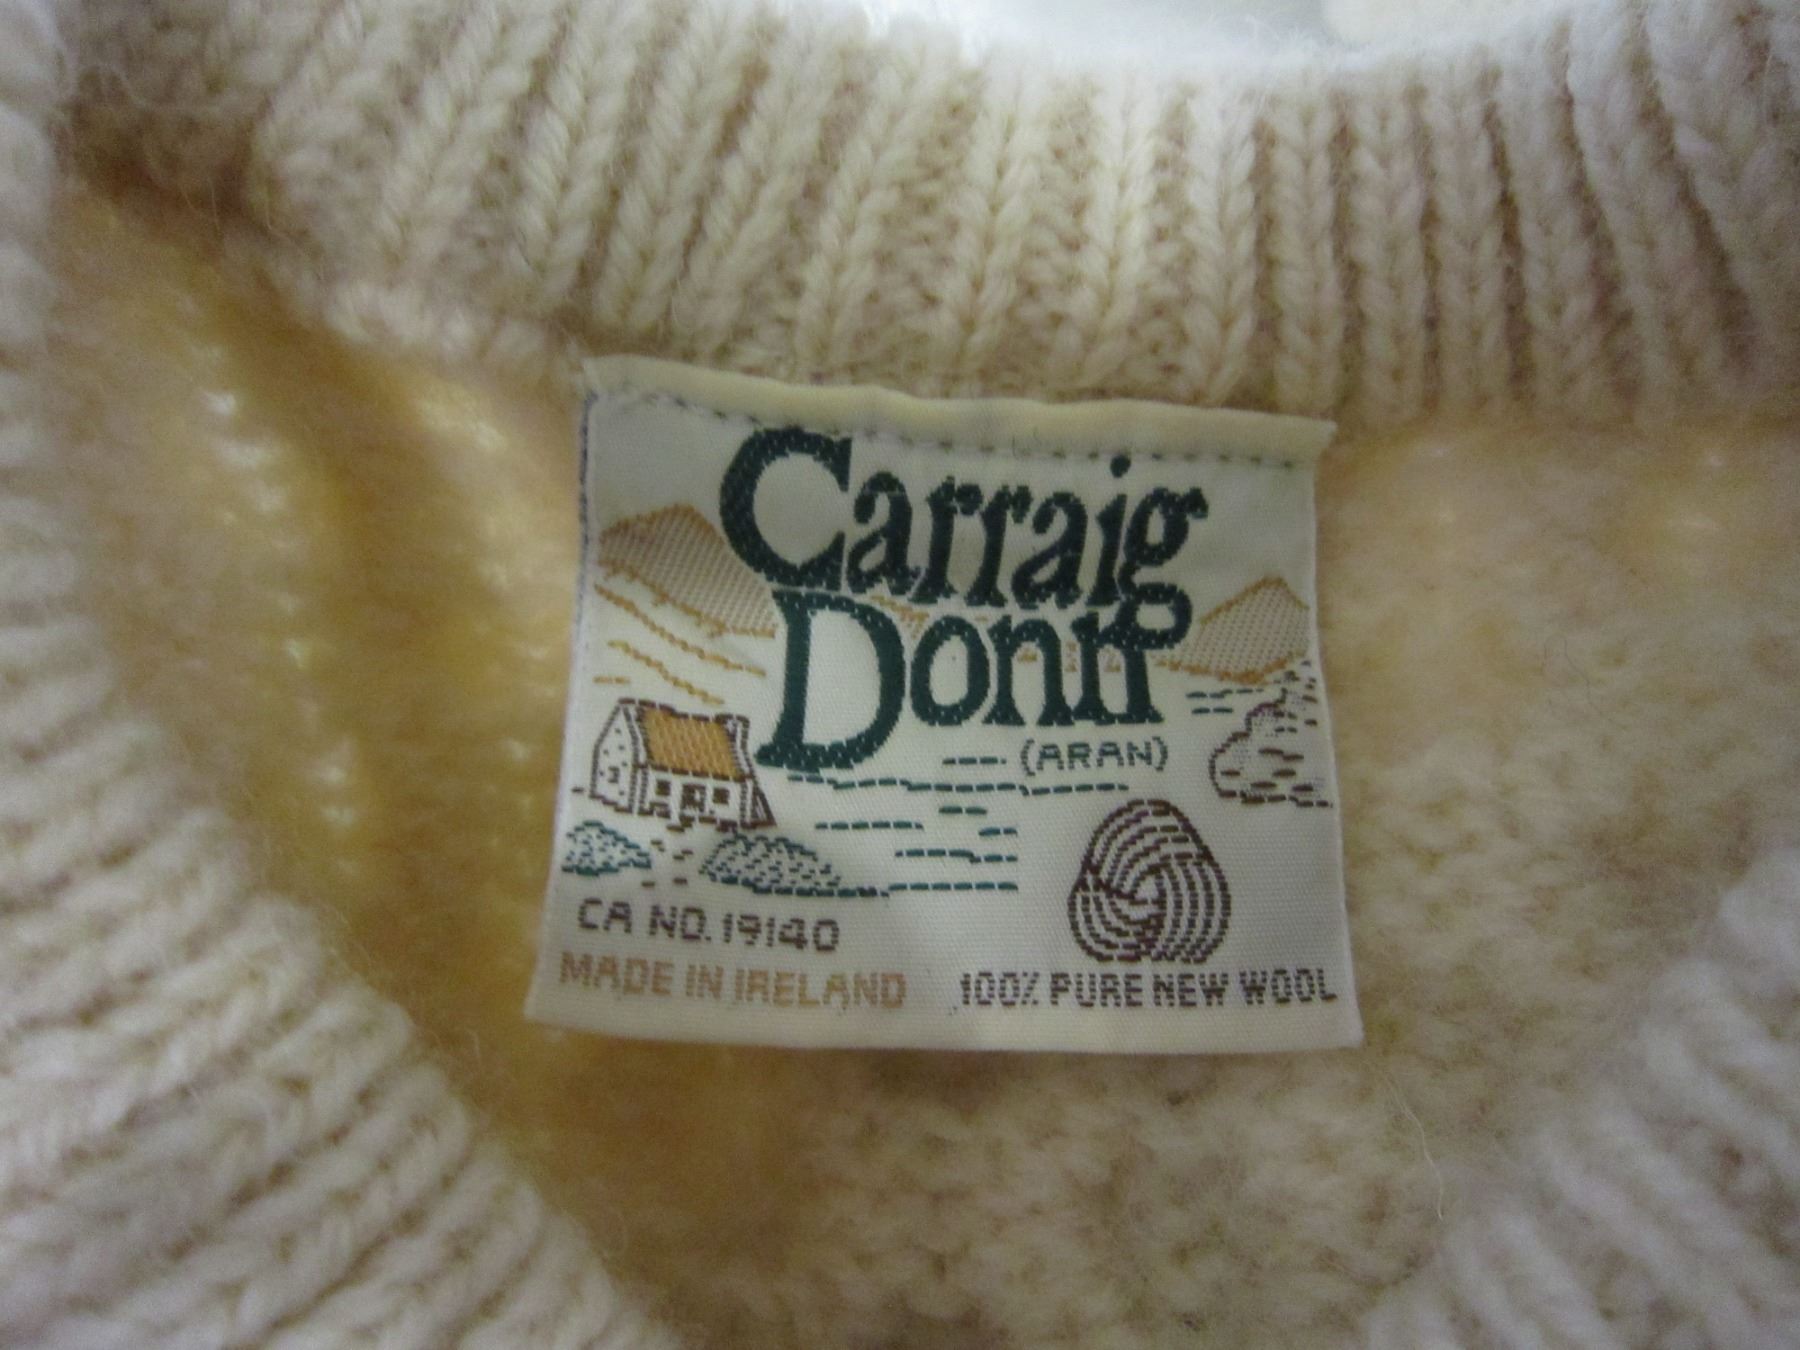 Carraig
Donn
(ARAN)
CA NO. 19140
MADE IN IRELAND
100% PURE NEW WOOL